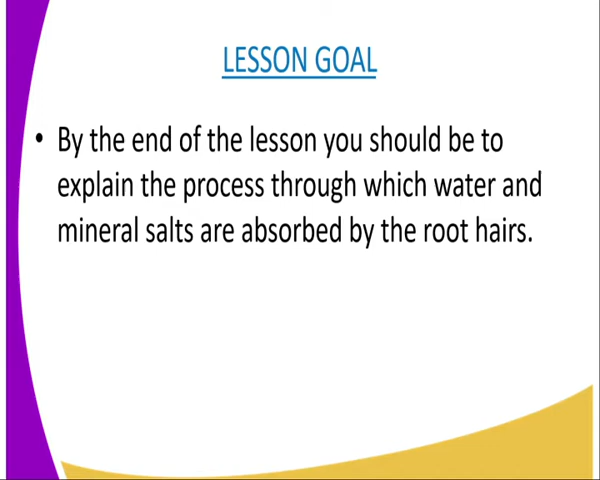 LESSON GOAL
• By the end of the lesson you should be to
explain the process through which water and
mineral salts are absorbed by the root hairs.